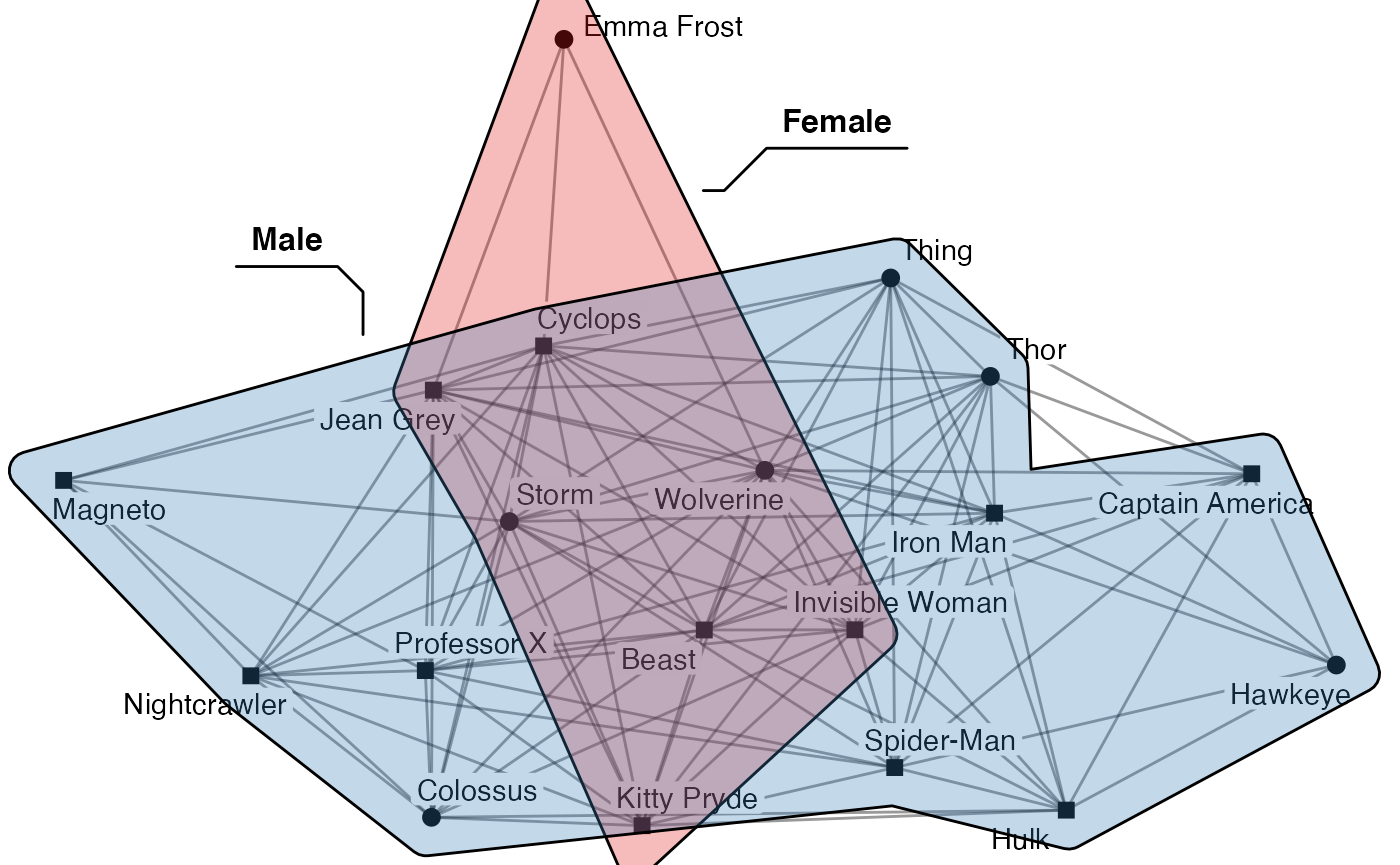 Emma Frost
Female
Male
Thing
Cyclops
Thor
Jean Grey
Storm
Wolverine
Captain America
Magneto
Iron Man
Invisible Woman
Professor X
Beast
Nightcrawler
Hawkeye
Spider-Man
Colossus
Kitty Pryde
Hulk